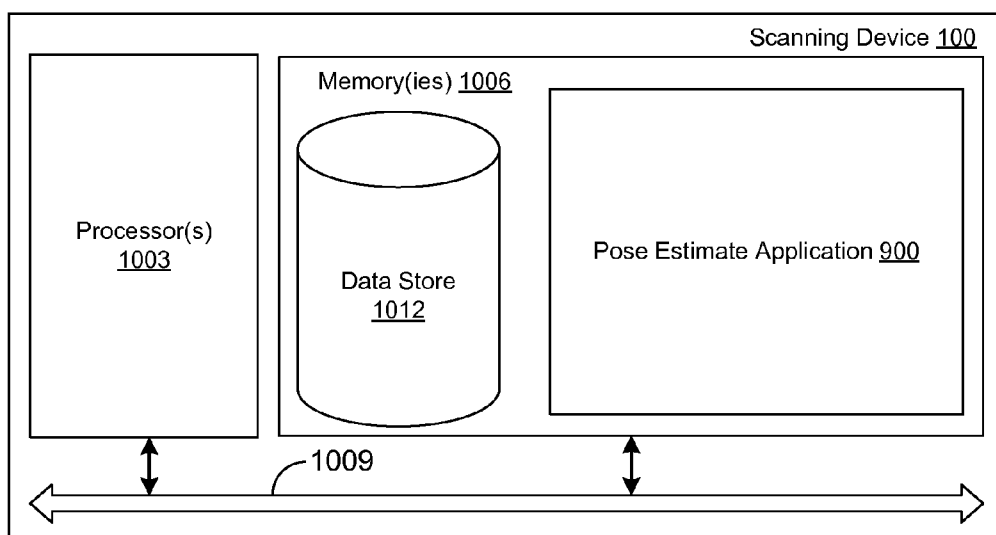 Scanning Device 100
Memory(ies) 1006
Processor(s)
1003
Data Store
1012
Pose Estimate Application 900
1009